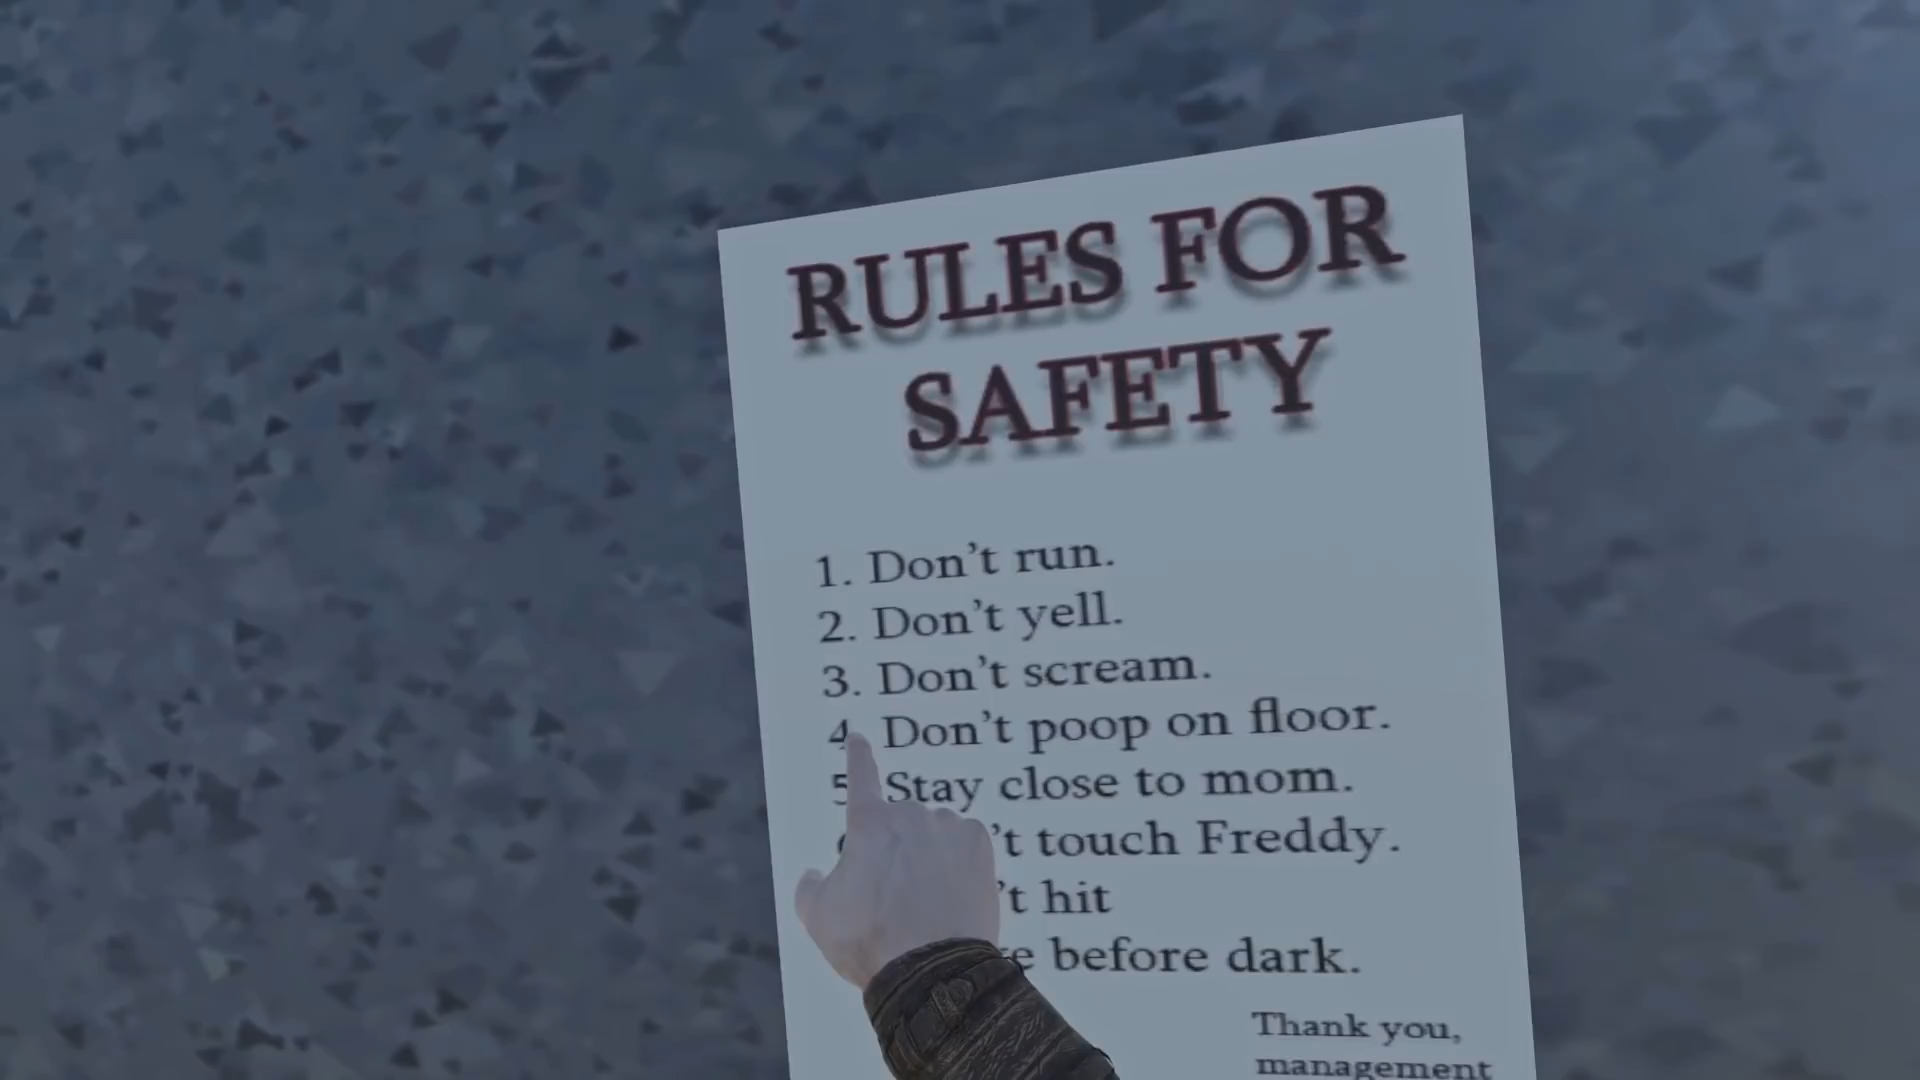 RULES FOR
SAFETY
1. Don't run.
2. Don't yell.
3. Don't scream.
4. Don't poop on floor.
5 Stay close to mom.
't touch Freddy.
't hit
before dark.
Thank you,
management